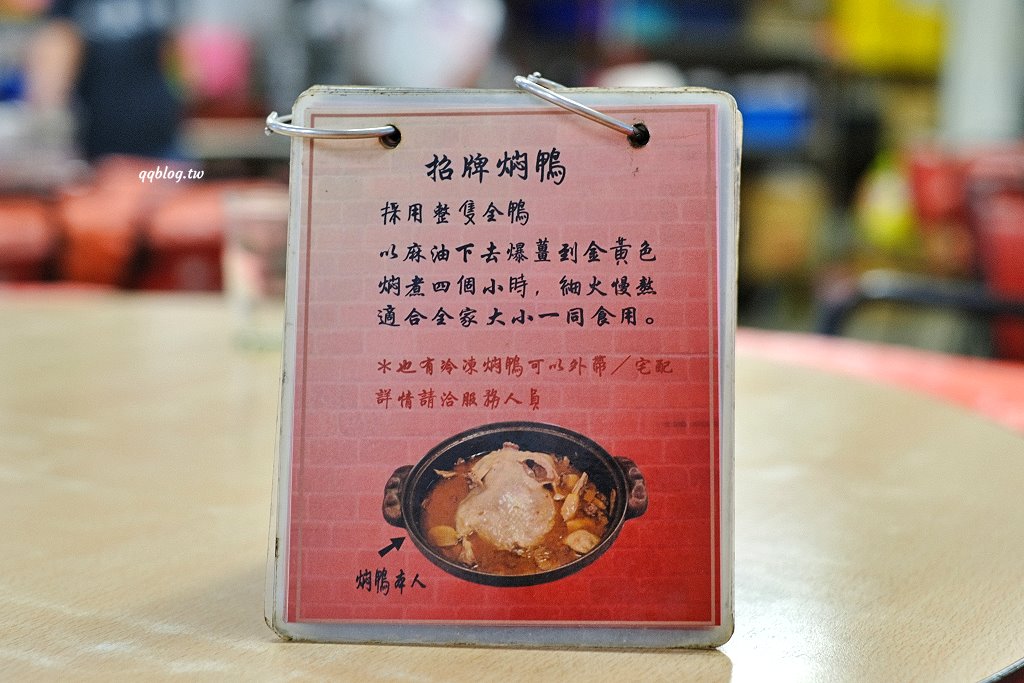 qqblog.tw
招牌焖鴨
採用整隻全鴨
以麻油下去爆薑到金黃色
焖煮四個小時，細火慢熬
適合全家大小一同食用。
＊也有冷凍焖鴨可以外帶／宅配
詳情請洽服務人員
焖鴨本人